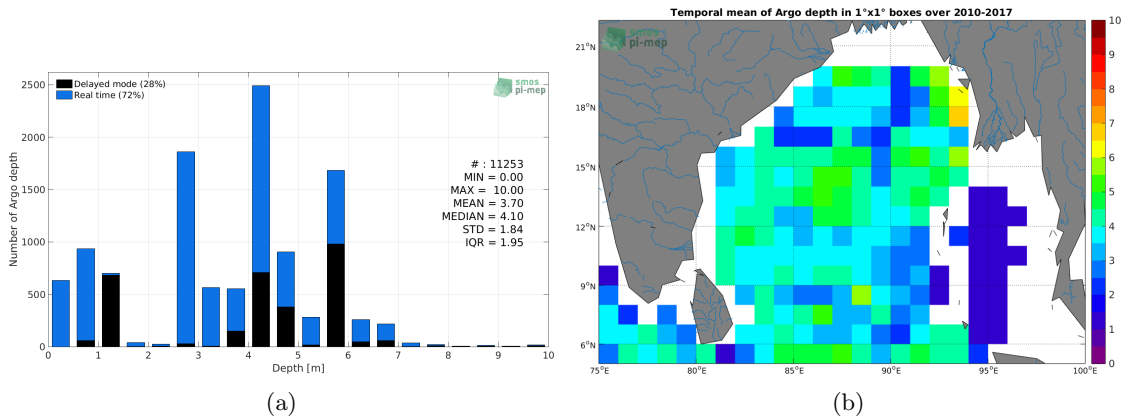 Temporal mean of Argo depth in 1°x1° boxes over 2010-2017
smos
pi-mep
Delayed mode (28%)
Real time (72%)
# : 11253
MIN = 0.00
MAX = 10.00
MEAN = 3.70
MEDIAN = 4.10
STD = 1.84
IQR = 1.95
Number of Argo depth
2500
2000
1500
1000
500
0
0 1 2 3 4 5 6 7 8 9 10
Depth [m]
(a)
smos
pi-mep
21°N
18°N
15°N
12°N
9°N
6°N
75°E 80°E 85°E 90°E 95°E 100°E
10
9
8
7
6
5
4
3
2
1
0
(b)